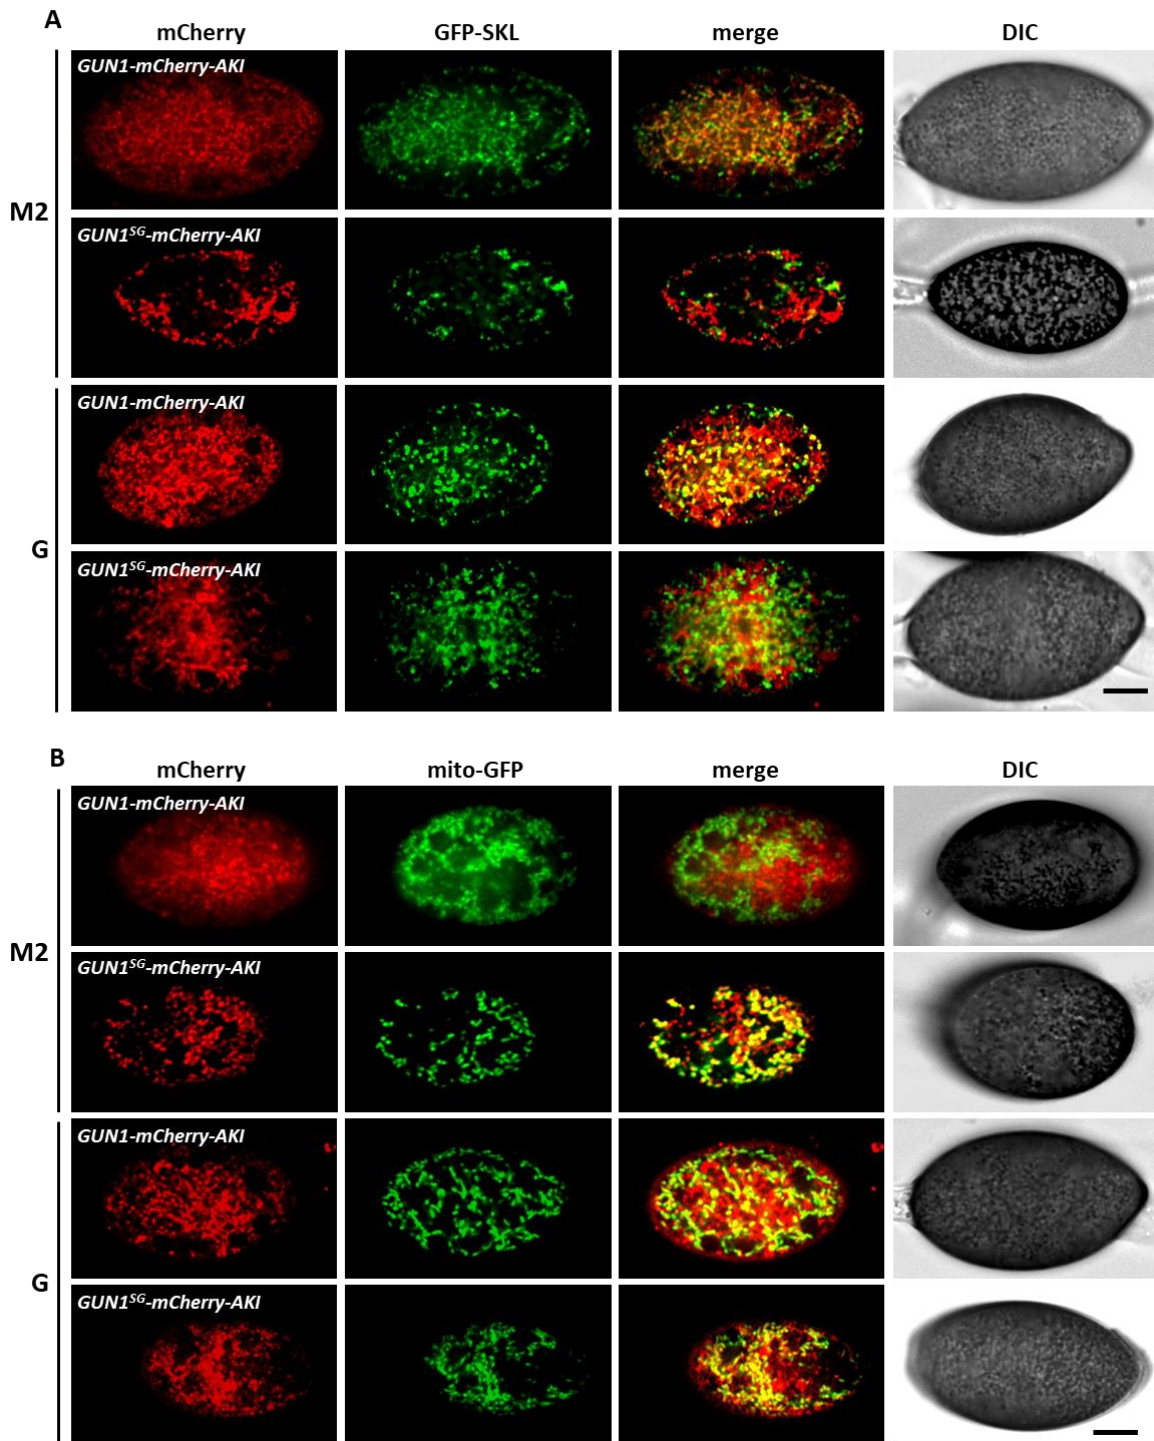 A
mCherry GFP-SKL merge DIC
M2
GUN1-mCherry-AKI
GUN1SG-mCherry-AKI
G
GUN1-mCherry-AKI
GUN1SG-mCherry-AKI
B
mCherry mito-GFP merge DIC
M2
GUN1-mCherry-AKI
GUN1SG-mCherry-AKI
G
GUN1-mCherry-AKI
GUN1SG-mCherry-AKI